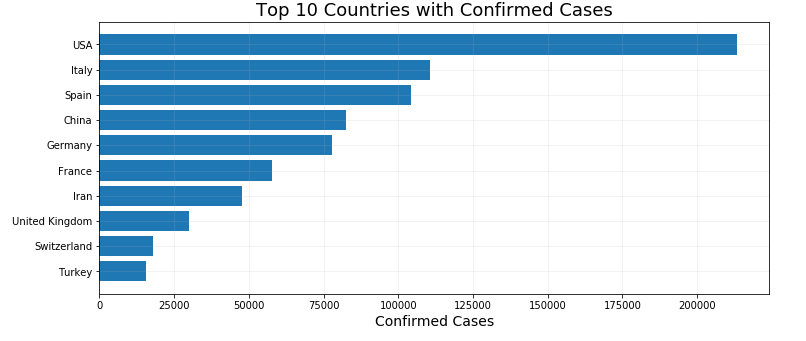 Top 10 Countries with Confirmed Cases
USA
Italy
Spain
China
Germany
France
Iran
United Kingdom
Switzerland
Turkey
0 25000 50000 75000 100000 125000 150000 175000 200000
Confirmed Cases